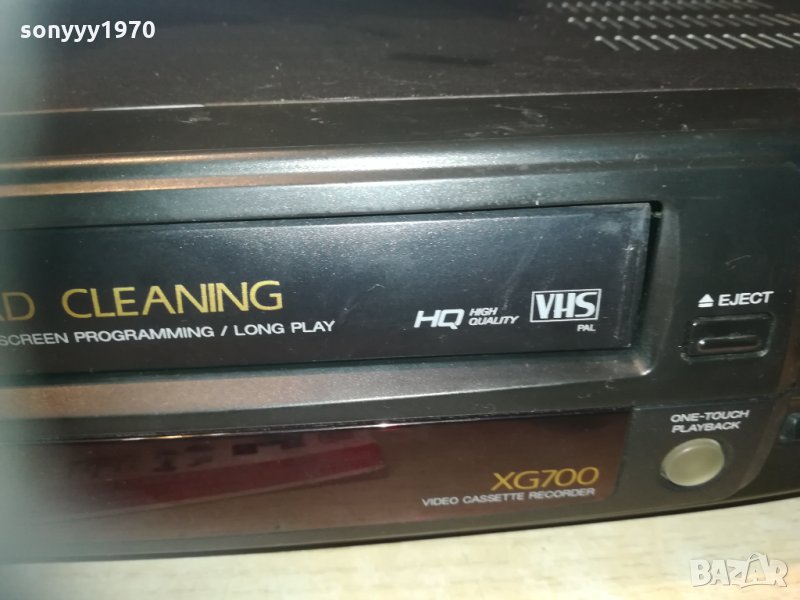 sonyyy1970
CLEANING
SCREEN PROGRAMMING / LONG PLAY
HQ HIGH QUALITY
VHS
PAL
EJECT
ONE-TOUCH
PLAYBACK
XG700
VIDEO CASSETTE RECORDER
BAZAR